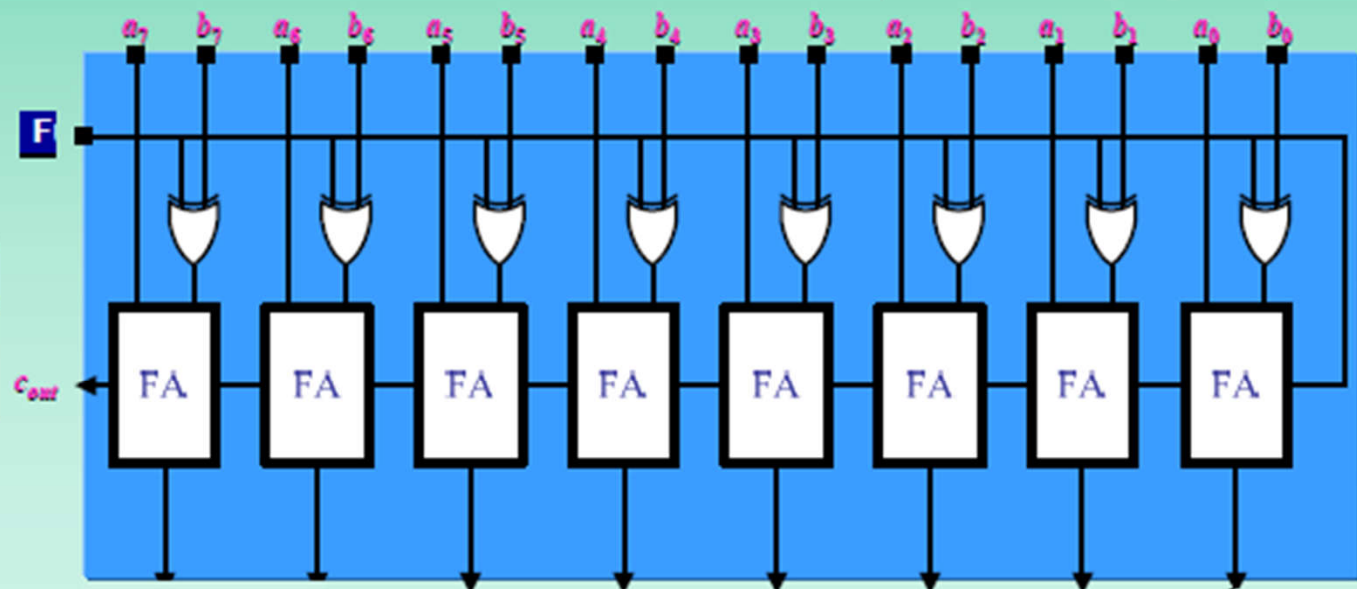 a₇ b₇ a₆ b₆ a₅ b₅ a₄ b₄ a₃ b₃ a₂ b₂ a₁ b₁ a₀ b₀
F
FA FA FA FA FA FA FA FA
cₒᵤₜ